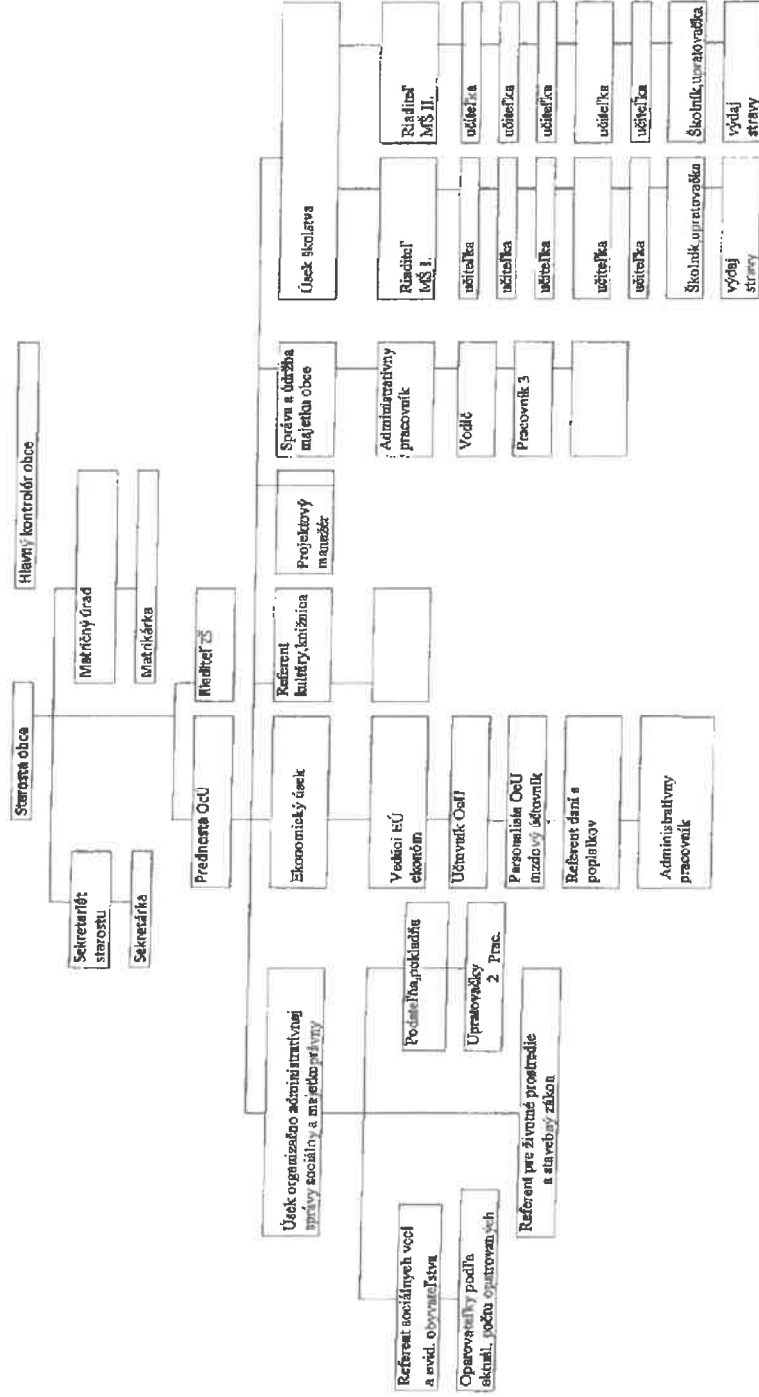 Starosta obce
Hlavný kontrolór obce
Sekretariát
starostu
Matričný úrad
Sekretárka
Matrikárka
Prednosta OcÚ
Riaditeľ ZŠ
Úsek organizačno administratívnej
správy sociálny a majetkoprávny
Ekonomický úsek
Referent
kultúry,knižnica
Projektový
manažér
Správa a údržba
majetku obce
Úsek školstva
Referent sociálnych vecí
a evid. obyvateľstva
Podateľňa,pokladňa
Vedúci EÚ
ekonóm
Administratívny
pracovník
Riaditeľ
MŠ I.
Riaditeľ
MŠ II.
Oparovateľky podľa
aktuál. počtu opatrovaných
Upratovačky
2 Prac.
Účtovník OcÚ
Vodič
učiteľka
učiteľka
Referent pre životné prostredie
a stavebný zákon
Personalista OcÚ
mzdový účtovník
Pracovník 3
učiteľka
učiteľka
učiteľka
učiteľka
Referent daní a
poplatkov
učiteľka
učiteľka
učiteľka
učiteľka
Administratívny
pracovník
Školník,upratovačka
Školník,upratovačka
výdaj
stravy
výdaj
stravy